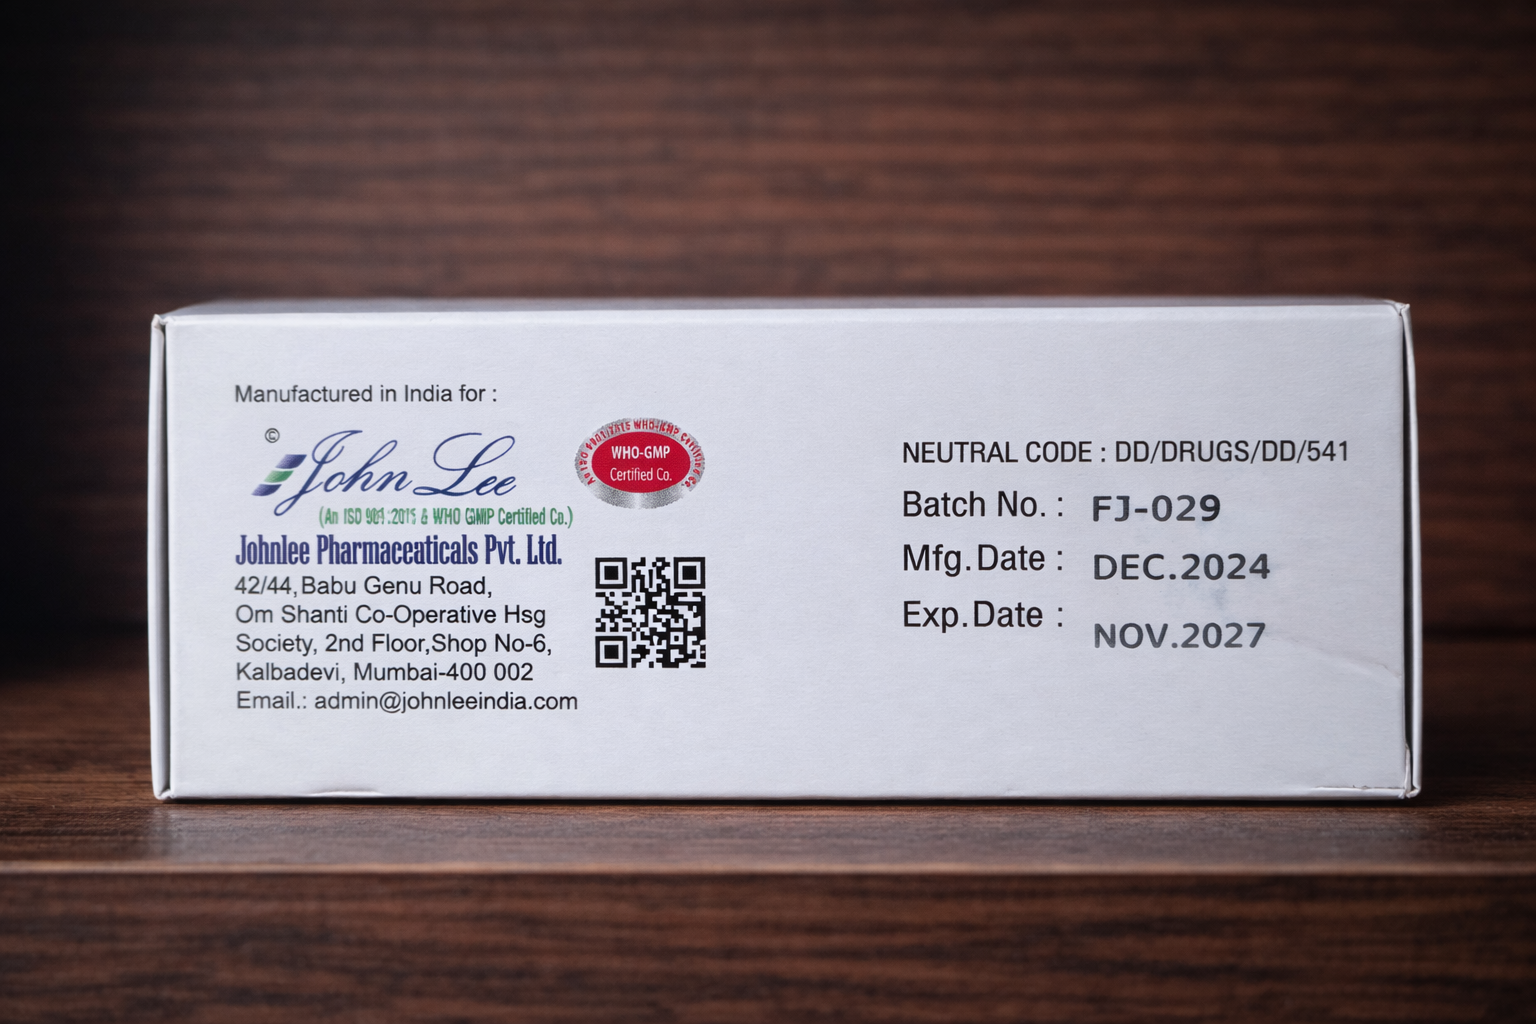 Manufactured in India for :
©
John Lee
(An ISO :2015 & WHO GMP Certified Co.)
Johnlee Pharmaceuticals Pvt. Ltd.
42/44, Babu Genu Road,
Om Shanti Co-Operative Hsg
Society, 2nd Floor,Shop No-6,
Kalbadevi, Mumbai-400 002
Email.: admin@johnleeindia.com
WHO-GMP
Certified Co.
NEUTRAL CODE : DD/DRUGS/DD/541
Batch No. : FJ-029
Mfg. Date : DEC.2024
Exp. Date : NOV.2027